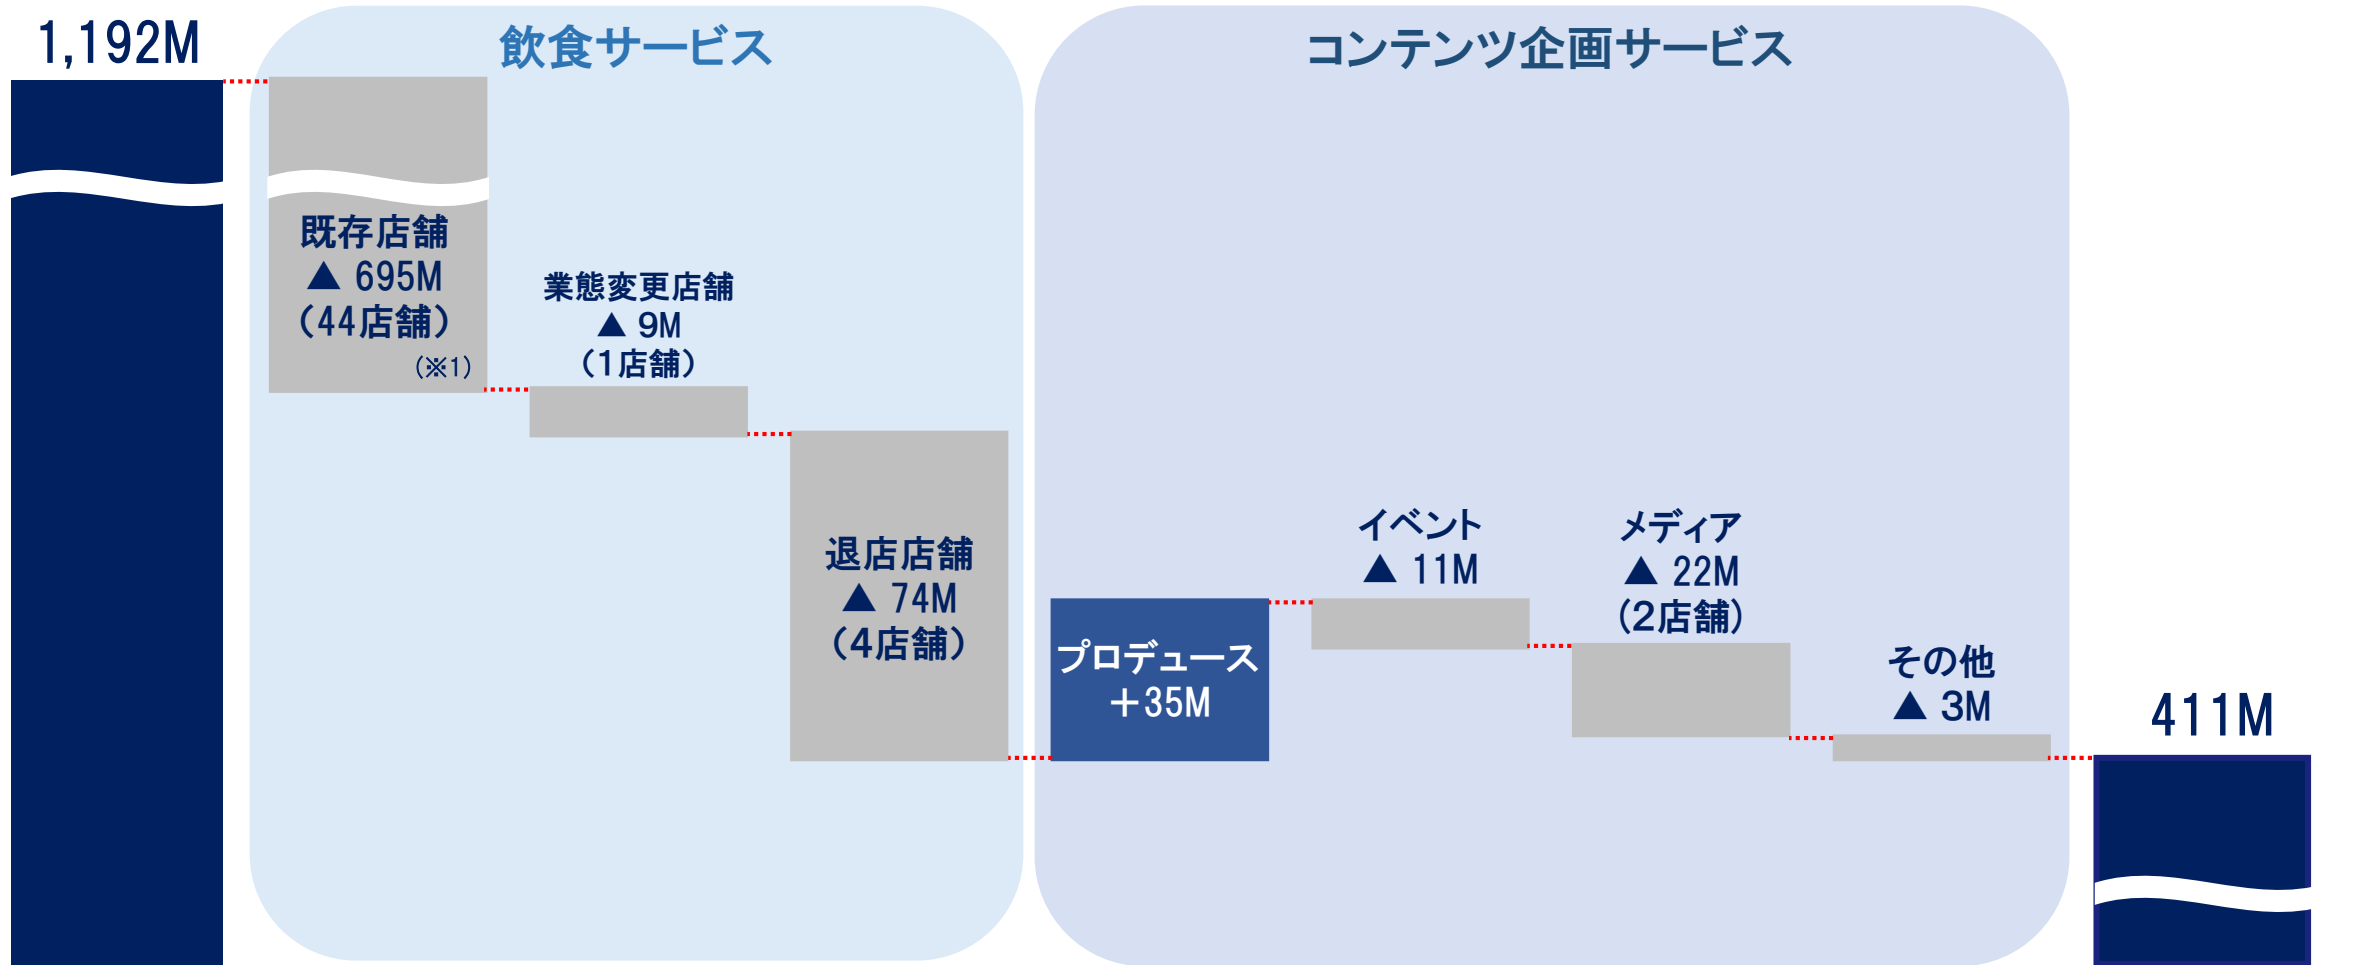 1,192M
飲食サービス
既存店舗
▲ 695M
(44店舗)
(※1)
業態変更店舗
▲ 9M
(1店舗)
退店店舗
▲ 74M
(4店舗)
コンテンツ企画サービス
プロデュース
+35M
イベント
▲ 11M
メディア
▲ 22M
(2店舗)
その他
▲ 3M
411M